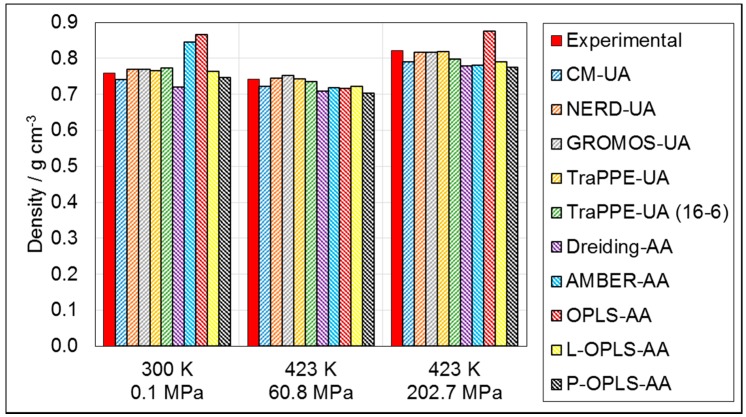 Density / g cm⁻³
0.9
0.8
0.7
0.6
0.5
0.4
0.3
0.2
0.1
0.0
300 K
0.1 MPa
423 K
60.8 MPa
423 K
202.7 MPa
Experimental
CM-UA
NERD-UA
GROMOS-UA
TraPPE-UA
TraPPE-UA (16-6)
Dreiding-AA
AMBER-AA
OPLS-AA
L-OPLS-AA
P-OPLS-AA